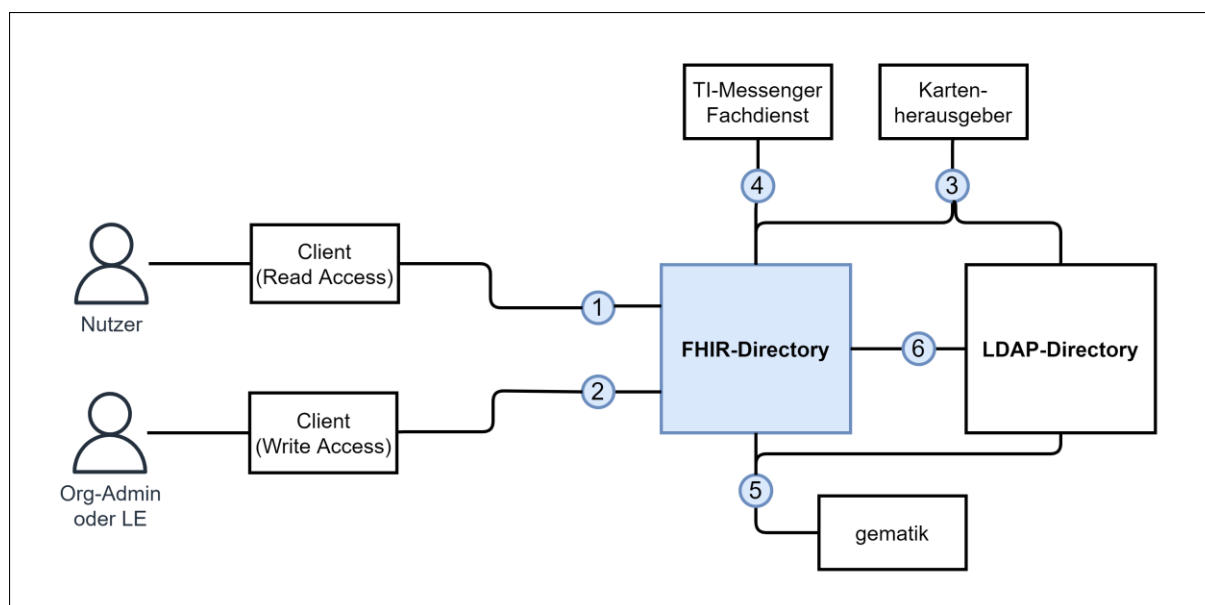 TI-Messenger
Fachdienst
Karten-
herausgeber
4
3
Client
(Read Access)
Nutzer
1
FHIR-Directory
6
LDAP-Directory
2
Client
(Write Access)
Org-Admin
oder LE
5
gematik